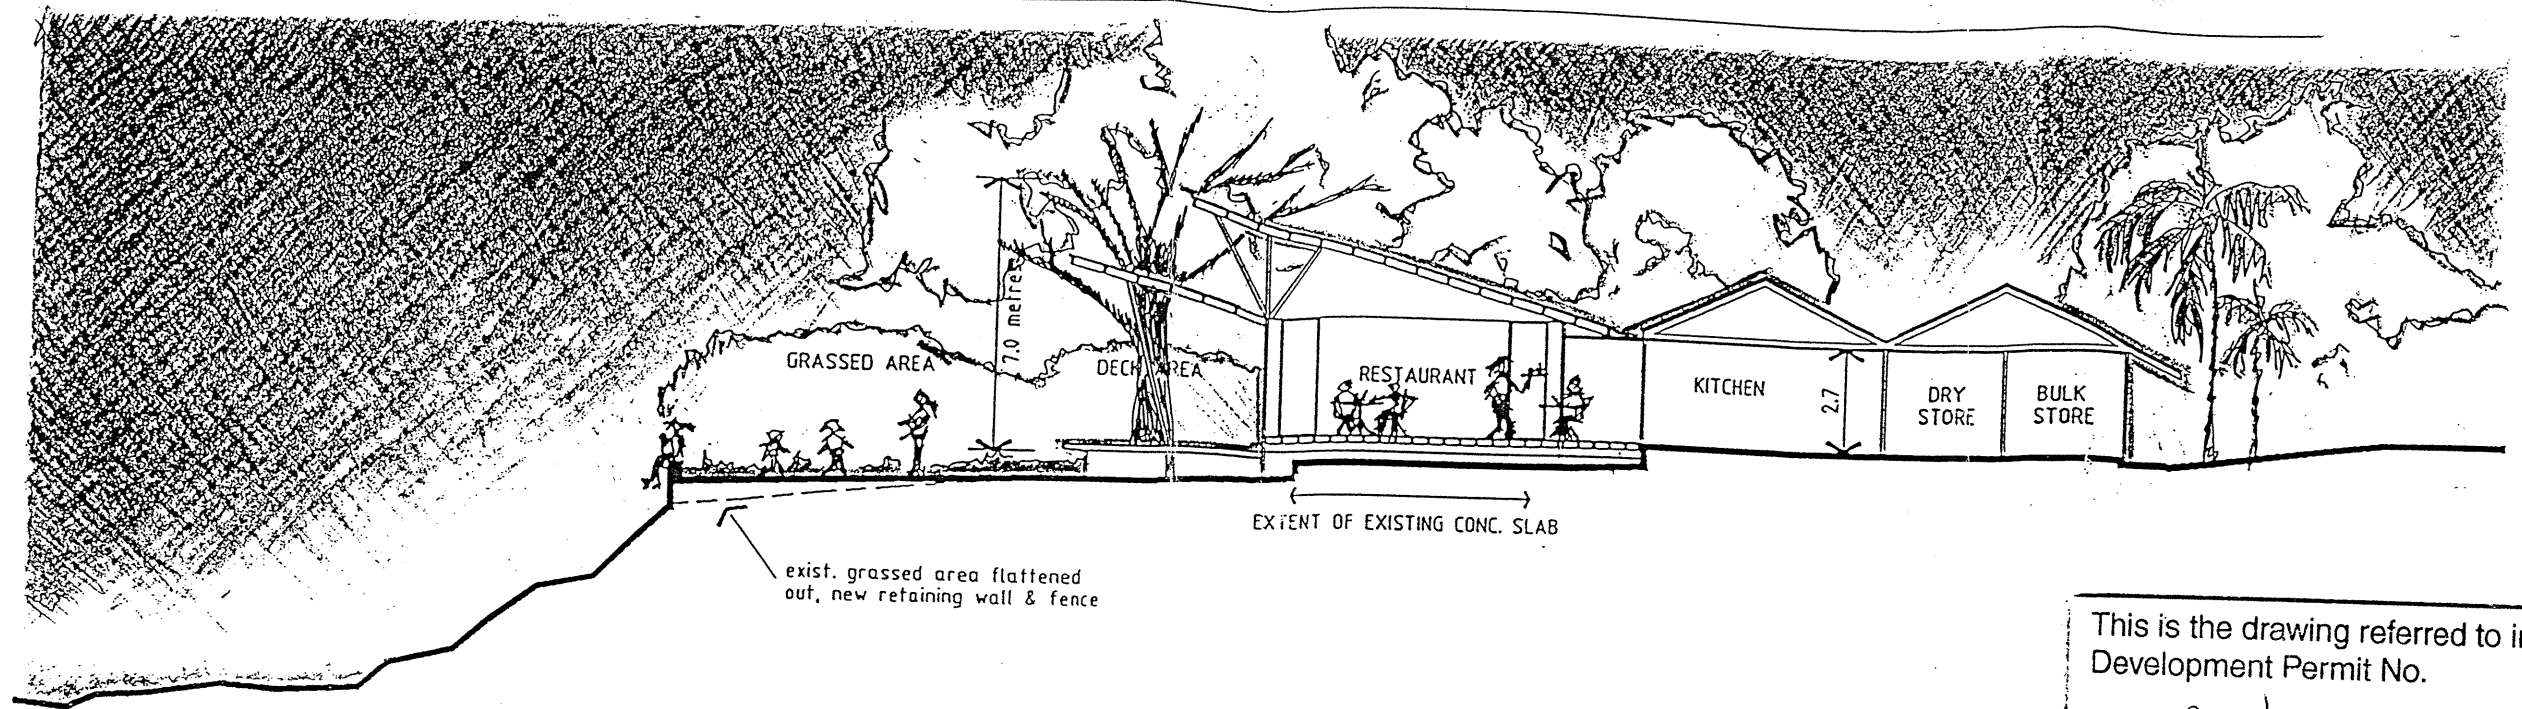 GRASSED AREA
7.0 metres
DECK AREA
RESTAURANT
KITCHEN
2.7
DRY
STORE
BULK
STORE
EXTENT OF EXISTING CONC. SLAB
exist. grassed area flattened
out, new retaining wall & fence
This is the drawing referred to
Development Permit No.